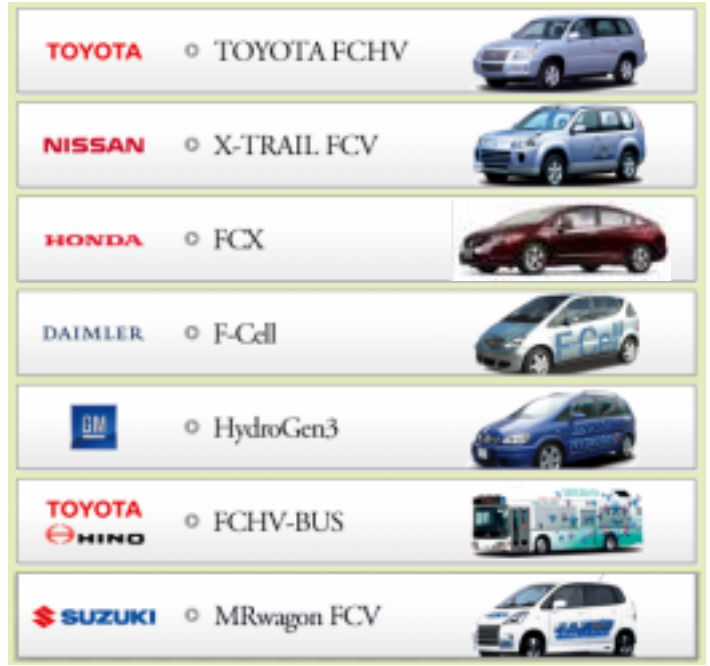 TOYOTA TOYOTA FCHV
NISSAN X-TRAIL FCV
HONDA FCX
DAIMLER F-Cell
F-Cell
GM HydroGen3
TOYOTA
HINO FCHV-BUS
SUZUKI MRwagon FCV